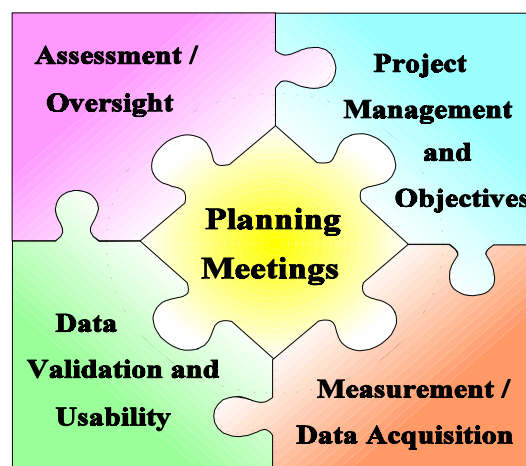 Assessment /
Oversight
Project
Management
and
Objectives
Planning
Meetings
Data
Validation and
Usability
Measurement /
Data Acquisition